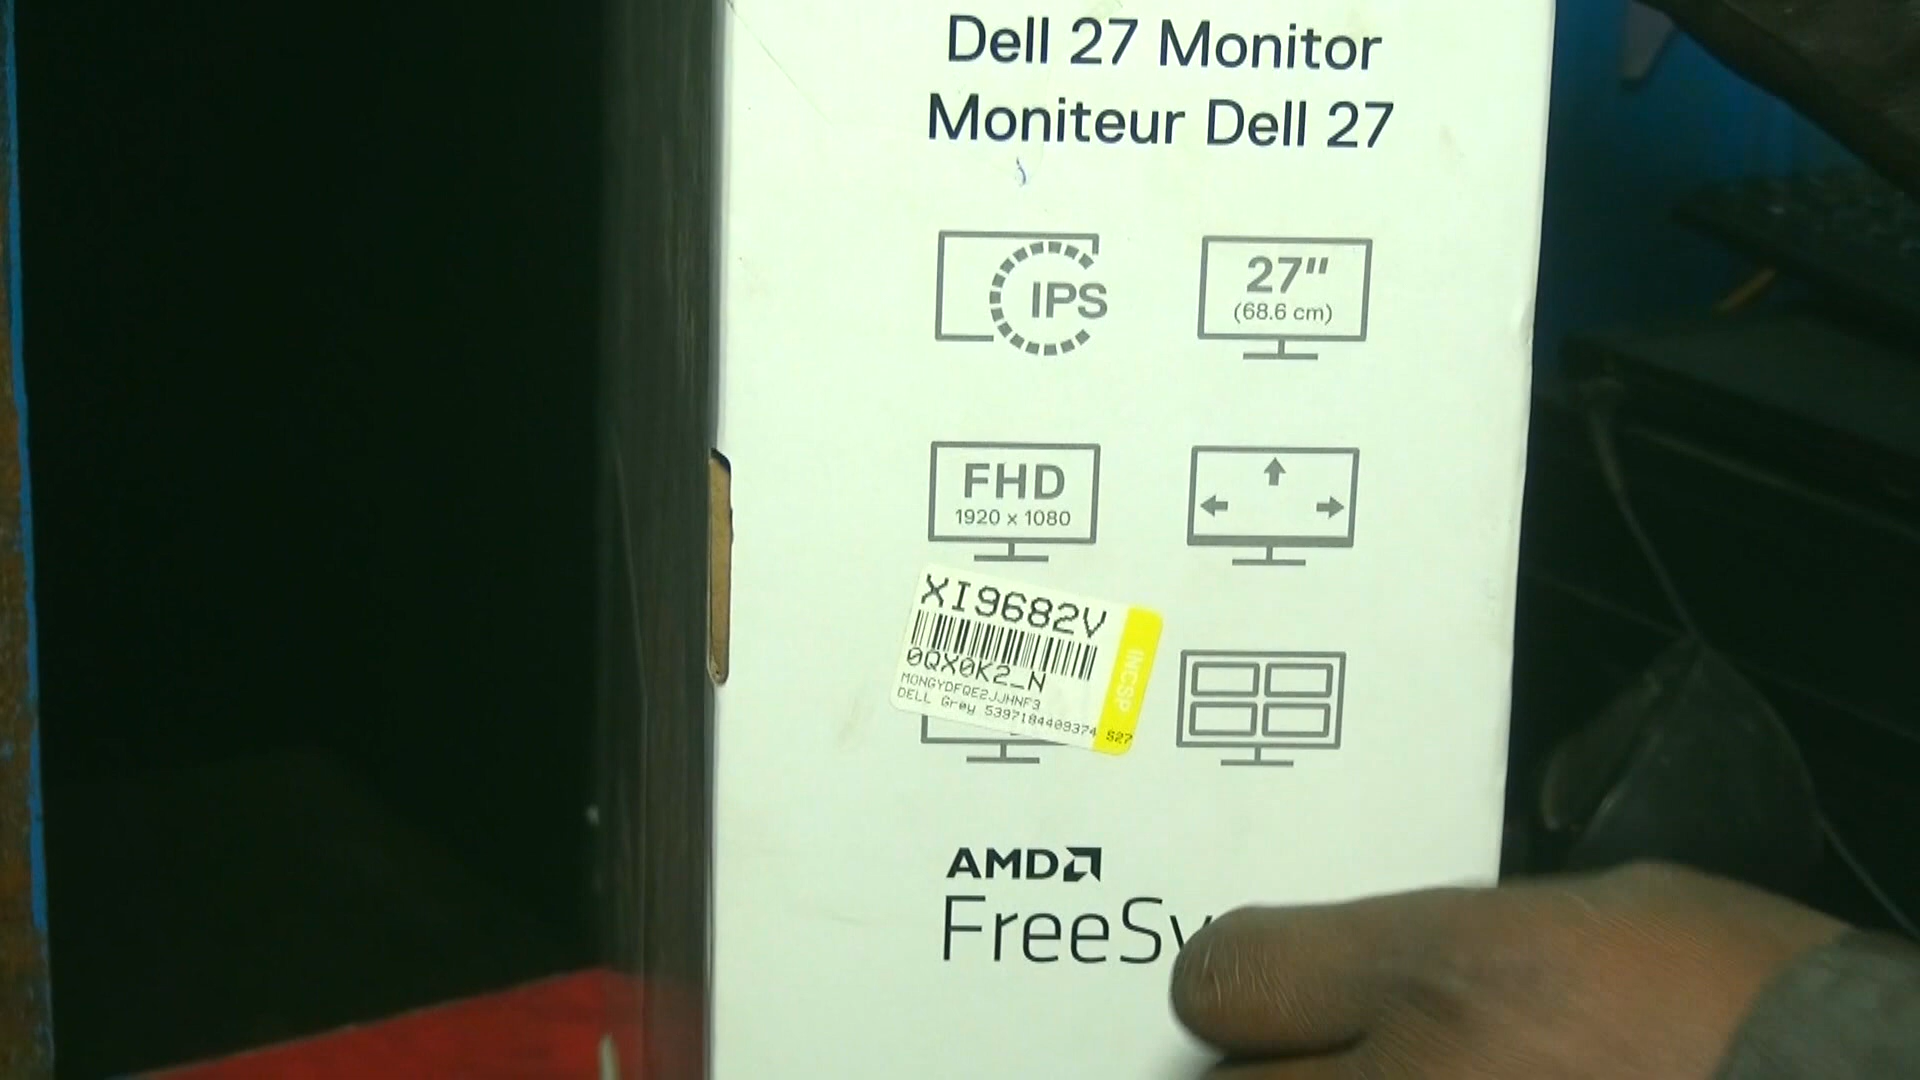 Dell 27 Monitor
Moniteur Dell 27
IPS
27"
(68.6 cm)
FHD
1920 x 1080
XI9682V
0QX0K2_N
MONGYDFQE2JJHNF3
DELL Grey 5397184409374 S27
INCSP
AMD
FreeSy